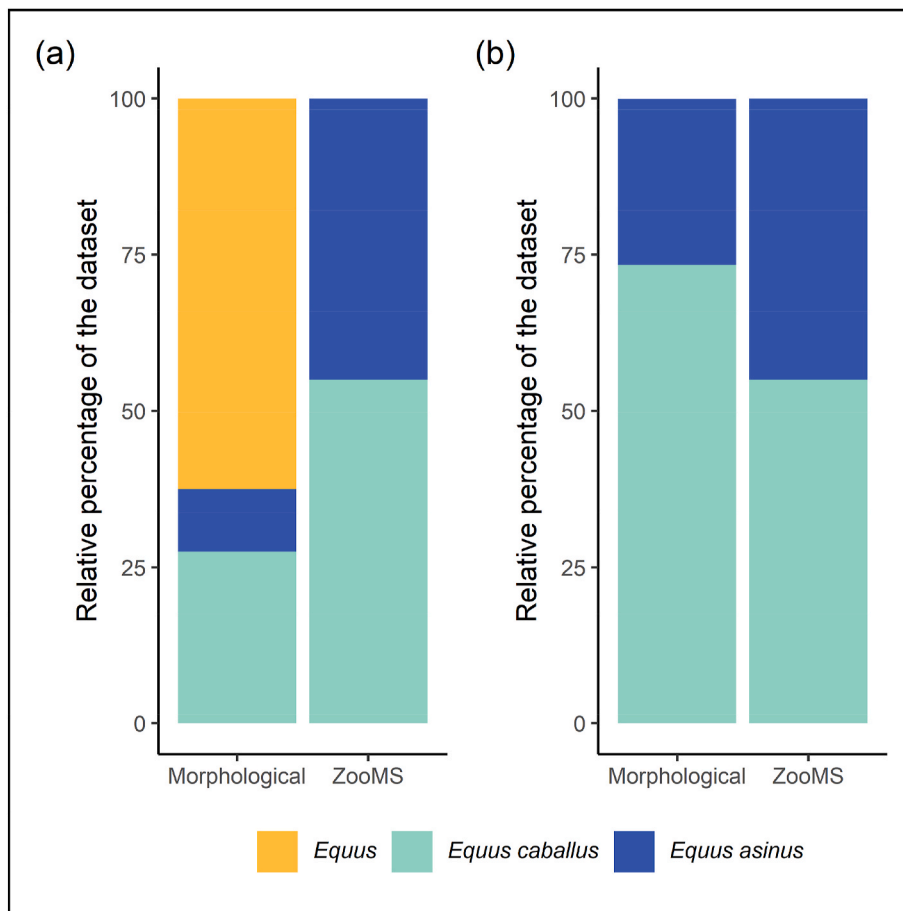 (a)
Relative percentage of the dataset
100
75
50
25
0
Morphological ZooMS
(b)
Relative percentage of the dataset
100
75
50
25
0
Morphological ZooMS
Equus Equus caballus Equus asinus